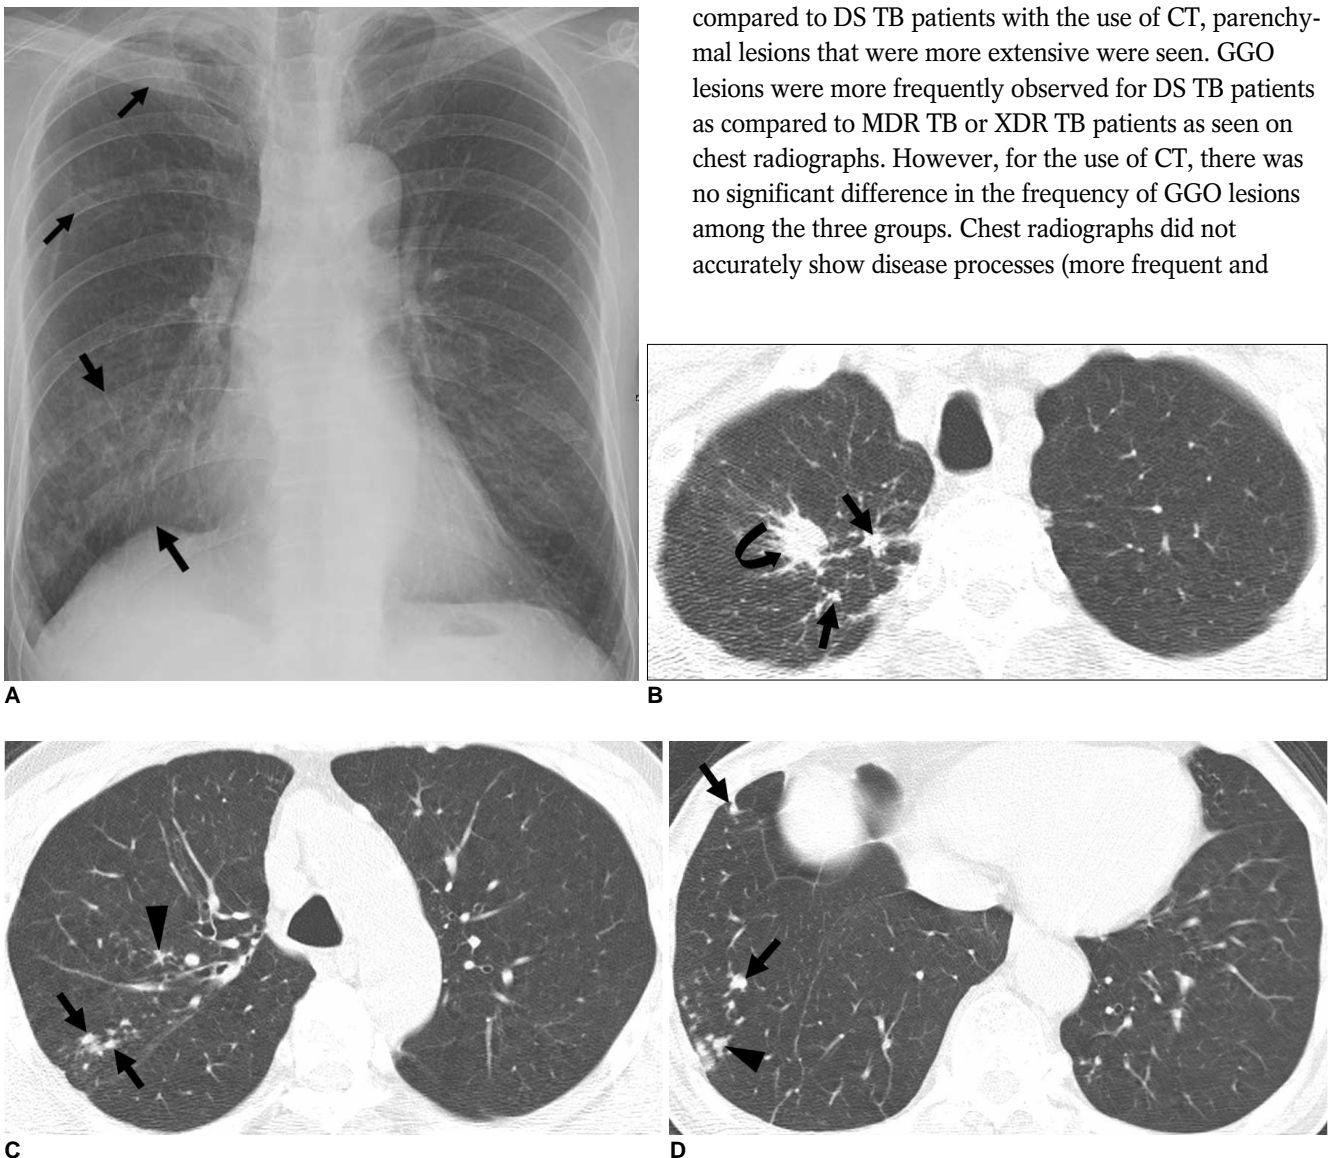 compared to DS TB patients with the use of CT, parenchy-
mal lesions that were more extensive were seen. GGO
lesions were more frequently observed for DS TB patients
as compared to MDR TB or XDR TB patients as seen on
chest radiographs. However, for the use of CT, there was
no significant difference in the frequency of GGO lesions
among the three groups. Chest radiographs did not
accurately show disease processes (more frequent and
A
B
C
D